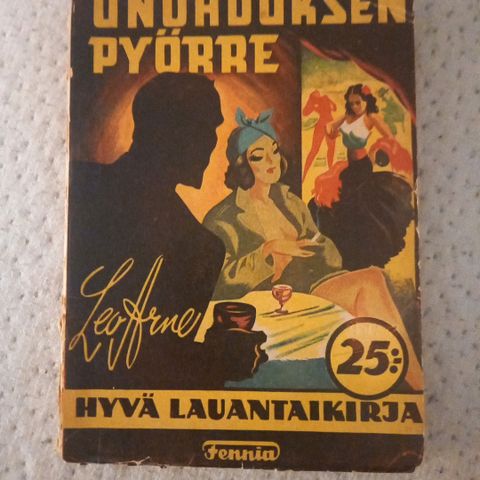 UNOHDUKSEN
PYÖRRE
Leo Arne
25:-
HYVÄ LAUANTAIKIRJA
Fennia